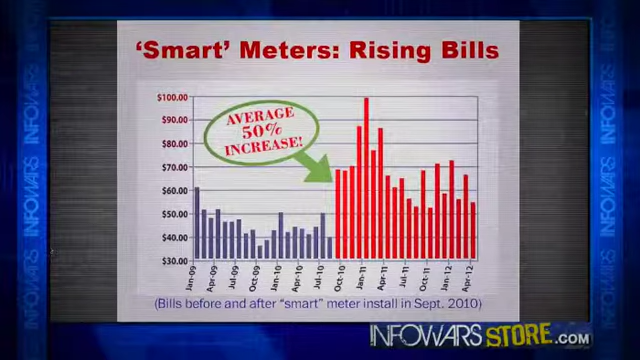 'Smart' Meters: Rising Bills
$100.00
$90.00
$80.00
$70.00
$60.00
$50.00
$40.00
$30.00
AVERAGE
50%
INCREASE!
Jan-09
Apr-09
Jul-09
Oct-09
Jan-10
Apr-10
Jul-10
Oct-10
Jan-11
Apr-11
Jul-11
Oct-11
Jan-12
Apr-12
(Bills before and after "smart" meter install in Sept. 2010)
INFOWARS
INFOWARS
INFOWARS
INFOWARS
INFOWARS STORE.COM